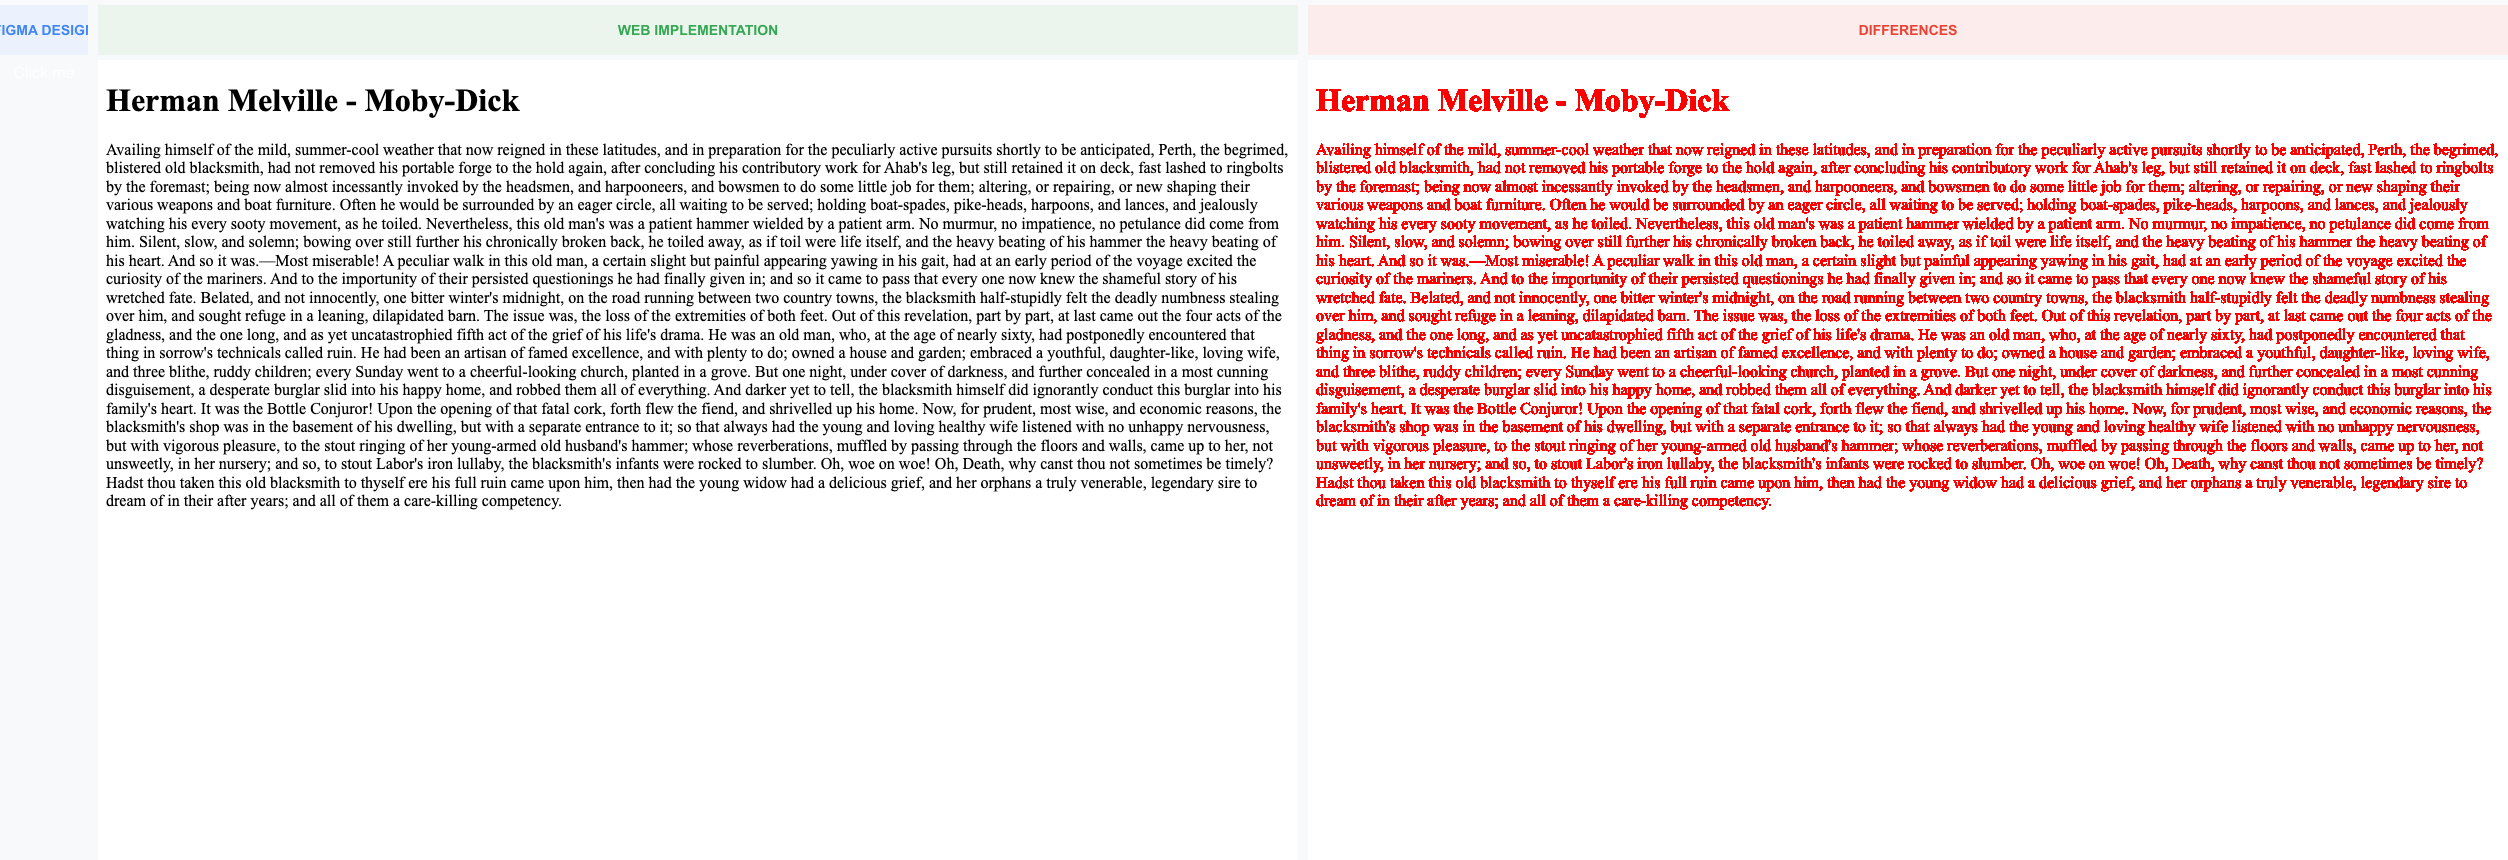 FIGMA DESIGN
Click me
WEB IMPLEMENTATION
Herman Melville - Moby-Dick
Availing himself of the mild, summer-cool weather that now reigned in these latitudes, and in preparation for the peculiarly active pursuits shortly to be anticipated, Perth, the begrimed,
blistered old blacksmith, had not removed his portable forge to the hold again, after concluding his contributory work for Ahab's leg, but still retained it on deck, fast lashed to ringbolts
by the foremast; being now almost incessantly invoked by the headsmen, and harpooneers, and bowsmen to do some little job for them; altering, or repairing, or new shaping their
various weapons and boat furniture. Often he would be surrounded by an eager circle, all waiting to be served; holding boat-spades, pike-heads, harpoons, and lances, and jealously
watching his every sooty movement, as he toiled. Nevertheless, this old man's was a patient hammer wielded by a patient arm. No murmur, no impatience, no petulance did come from
him. Silent, slow, and solemn; bowing over still further his chronically broken back, he toiled away, as if toil were life itself, and the heavy beating of his hammer the heavy beating of
his heart. And so it was.—Most miserable! A peculiar walk in this old man, a certain slight but painful appearing yawing in his gait, had at an early period of the voyage excited the
curiosity of the mariners. And to the importunity of their persisted questionings he had finally given in; and so it came to pass that every one now knew the shameful story of his
wretched fate. Belated, and not innocently, one bitter winter's midnight, on the road running between two country towns, the blacksmith half-stupidly felt the deadly numbness stealing
over him, and sought refuge in a leaning, dilapidated barn. The issue was, the loss of the extremities of both feet. Out of this revelation, part by part, at last came out the four acts of the
gladness, and the one long, and as yet uncatastrophied fifth act of the grief of his life's drama. He was an old man, who, at the age of nearly sixty, had postponedly encountered that
thing in sorrow's technicals called ruin. He had been an artisan of famed excellence, and with plenty to do; owned a house and garden; embraced a youthful, daughter-like, loving wife,
and three blithe, ruddy children; every Sunday went to a cheerful-looking church, planted in a grove. But one night, under cover of darkness, and further concealed in a most cunning
disguisement, a desperate burglar slid into his happy home, and robbed them all of everything. And darker yet to tell, the blacksmith himself did ignorantly conduct this burglar into his
family's heart. It was the Bottle Conjuror! Upon the opening of that fatal cork, forth flew the fiend, and shrivelled up his home. Now, for prudent, most wise, and economic reasons, the
blacksmith's shop was in the basement of his dwelling, but with a separate entrance to it; so that always had the young and loving healthy wife listened with no unhappy nervousness,
but with vigorous pleasure, to the stout ringing of her young-armed old husband's hammer; whose reverberations, muffled by passing through the floors and walls, came up to her, not
unsweetly, in her nursery; and so, to stout Labor's iron lullaby, the blacksmith's infants were rocked to slumber. Oh, woe on woe! Oh, Death, why canst thou not sometimes be timely?
Hadst thou taken this old blacksmith to thyself ere his full ruin came upon him, then had the young widow had a delicious grief, and her orphans a truly venerable, legendary sire to
dream of in their after years; and all of them a care-killing competency.
DIFFERENCES
Herman Melville - Moby-Dick
Availing himself of the mild, summer-cool weather that now reigned in these latitudes, and in preparation for the peculiarly active pursuits shortly to be anticipated, Perth, the begrimed,
blistered old blacksmith, had not removed his portable forge to the hold again, after concluding his contributory work for Ahab's leg, but still retained it on deck, fast lashed to ringbolts
by the foremast; being now almost incessantly invoked by the headsmen, and harpooneers, and bowsmen to do some little job for them; altering, or repairing, or new shaping their
various weapons and boat furniture. Often he would be surrounded by an eager circle, all waiting to be served; holding boat-spades, pike-heads, harpoons, and lances, and jealously
watching his every sooty movement, as he toiled. Nevertheless, this old man's was a patient hammer wielded by a patient arm. No murmur, no impatience, no petulance did come from
him. Silent, slow, and solemn; bowing over still further his chronically broken back, he toiled away, as if toil were life itself, and the heavy beating of his hammer the heavy beating of
his heart. And so it was.—Most miserable! A peculiar walk in this old man, a certain slight but painful appearing yawing in his gait, had at an early period of the voyage excited the
curiosity of the mariners. And to the importunity of their persisted questionings he had finally given in; and so it came to pass that every one now knew the shameful story of his
wretched fate. Belated, and not innocently, one bitter winter's midnight, on the road running between two country towns, the blacksmith half-stupidly felt the deadly numbness stealing
over him, and sought refuge in a leaning, dilapidated barn. The issue was, the loss of the extremities of both feet. Out of this revelation, part by part, at last came out the four acts of the
gladness, and the one long, and as yet uncatastrophied fifth act of the grief of his life's drama. He was an old man, who, at the age of nearly sixty, had postponedly encountered that
thing in sorrow's technicals called ruin. He had been an artisan of famed excellence, and with plenty to do; owned a house and garden; embraced a youthful, daughter-like, loving wife,
and three blithe, ruddy children; every Sunday went to a cheerful-looking church, planted in a grove. But one night, under cover of darkness, and further concealed in a most cunning
disguisement, a desperate burglar slid into his happy home, and robbed them all of everything. And darker yet to tell, the blacksmith himself did ignorantly conduct this burglar into his
family's heart. It was the Bottle Conjuror! Upon the opening of that fatal cork, forth flew the fiend, and shrivelled up his home. Now, for prudent, most wise, and economic reasons, the
blacksmith's shop was in the basement of his dwelling, but with a separate entrance to it; so that always had the young and loving healthy wife listened with no unhappy nervousness,
but with vigorous pleasure, to the stout ringing of her young-armed old husband's hammer; whose reverberations, muffled by passing through the floors and walls, came up to her, not
unsweetly, in her nursery; and so, to stout Labor's iron lullaby, the blacksmith's infants were rocked to slumber. Oh, woe on woe! Oh, Death, why canst thou not sometimes be timely?
Hadst thou taken this old blacksmith to thyself ere his full ruin came upon him, then had the young widow had a delicious grief, and her orphans a truly venerable, legendary sire to
dream of in their after years; and all of them a care-killing competency.